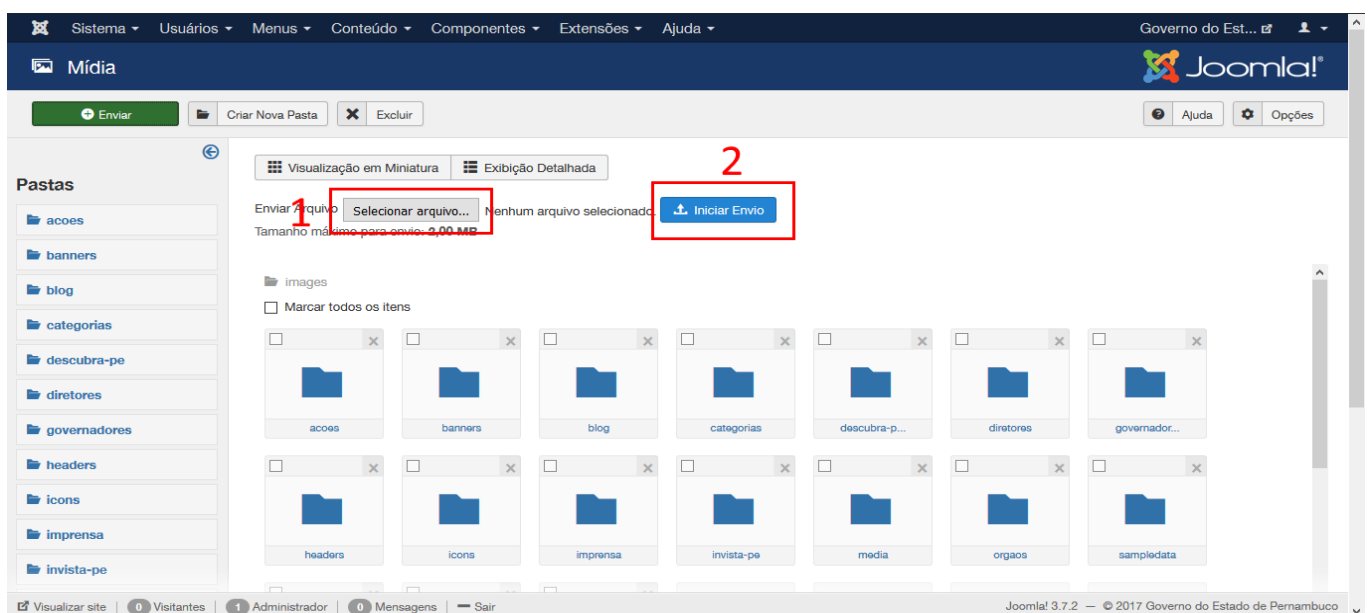 Sistema Usuários Menus Conteúdo Componentes Extensões Ajuda Governo do Est...
Mídia Joomla!®
Enviar Criar Nova Pasta Excluir Ajuda Opções
Pastas
acoes
banners
blog
categorias
descubra-pe
diretores
governadores
headers
icons
imprensa
invista-pe
Visualização em Miniatura Exibição Detalhada
2
1
Enviar Arquivo Selecionar arquivo... Nenhum arquivo selecionado. Iniciar Envio
Tamanho máximo para envio: 2,00 MB
images
Marcar todos os itens
acoes banners blog categorias descubra-p... diretores governador...
headers icons imprensa invista-pe media orgaos sampledata
Visualizar site 0 Visitantes 1 Administrador 0 Mensagens Sair Joomla! 3.7.2 — © 2017 Governo do Estado de Pernambuco